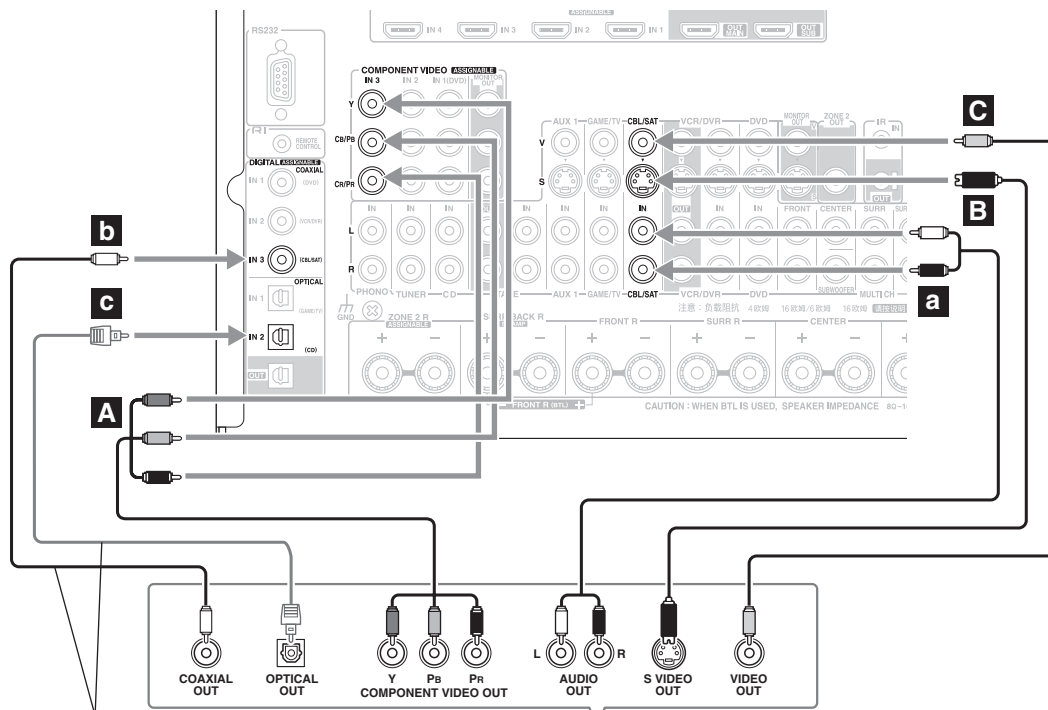 ASSIGNABLE
RS232
IN 4
IN 3
IN 2
IN 1
OUT MAIN
OUT SUB
COMPONENT VIDEO ASSIGNABLE
IN 3
IN 2
IN 1(DVD)
MONITOR OUT
Y
CB/PB
CR/PR
RI
REMOTE CONTROL
DIGITAL ASSIGNABLE
COAXIAL
IN 1
(DVD)
IN 2
(VCR/DVR)
IN 3
(CBL/SAT)
OPTICAL
IN 1
(GAME/TV)
IN 2
(CD)
OUT
AUX 1
GAME/TV
CBL/SAT
VCR/DVR
DVD
MONITOR OUT
ZONE 2 OUT
IR
IN
OUT
V
S
C
B
b
c
a
A
IN
IN
IN
IN
IN
IN
OUT
IN
FRONT
CENTER
SURR
L
R
SUBWOOFER
PHONO
TUNER
CD
AUX 1
GAME/TV
CBL/SAT
VCR/DVR
DVD
MULTI CH
GND
注意：负载阻抗 4欧姆 16欧姆/6欧姆 16欧姆
ZONE 2 R
ASSIGNABLE
BACK R
FRONT R
SURR R
CENTER
+ −
+ −
+ −
+ −
+
FRONT R (BTL) +
CAUTION : WHEN BTL IS USED, SPEAKER IMPEDANCE
COAXIAL OUT
OPTICAL OUT
Y
PB
PR
COMPONENT VIDEO OUT
L
R
AUDIO OUT
S VIDEO OUT
VIDEO OUT